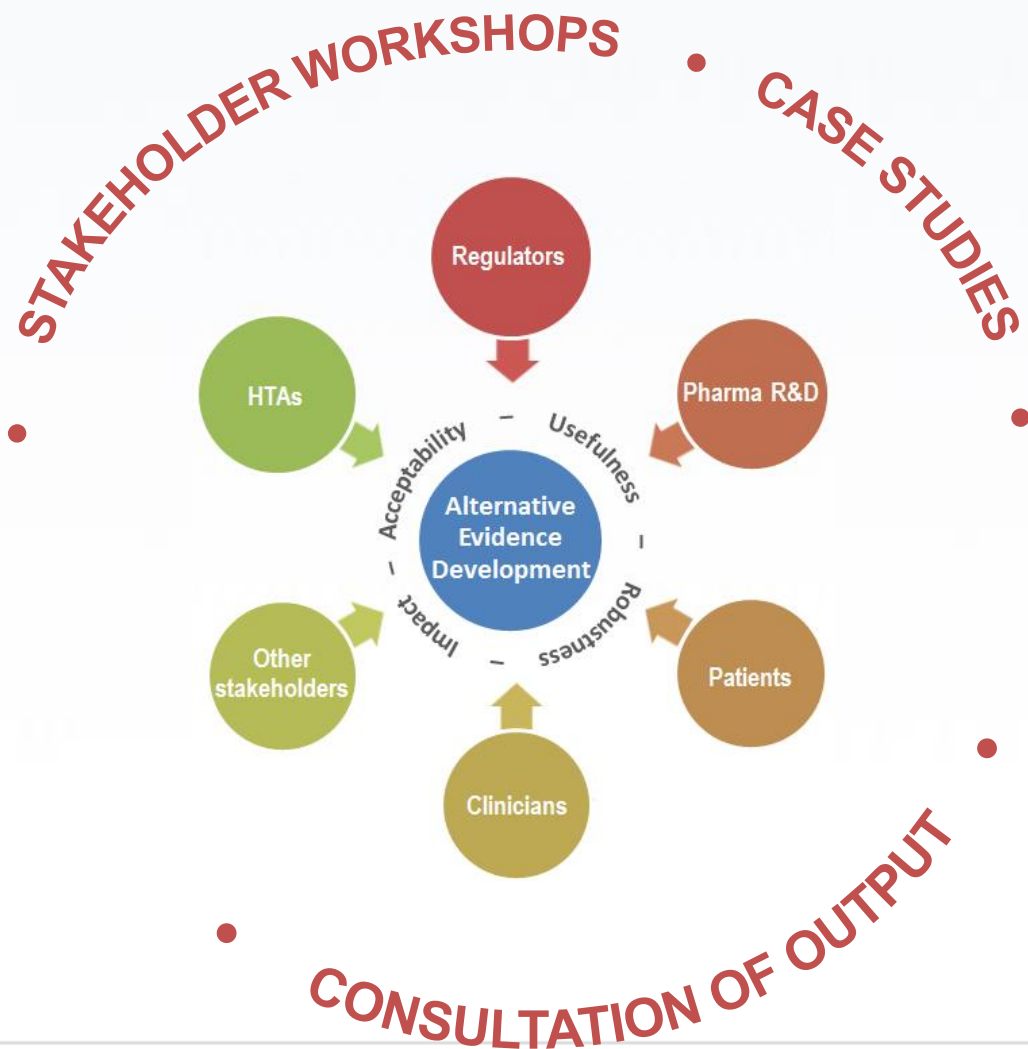 STAKEHOLDER WORKSHOPS • CASE STUDIES •
Regulators
HTAs
Pharma R&D
Acceptability – Usefulness –
Alternative
Evidence
Development
Robustness – Impact –
Other
stakeholders
Patients
Clinicians
• CONSULTATION OF OUTPUT •